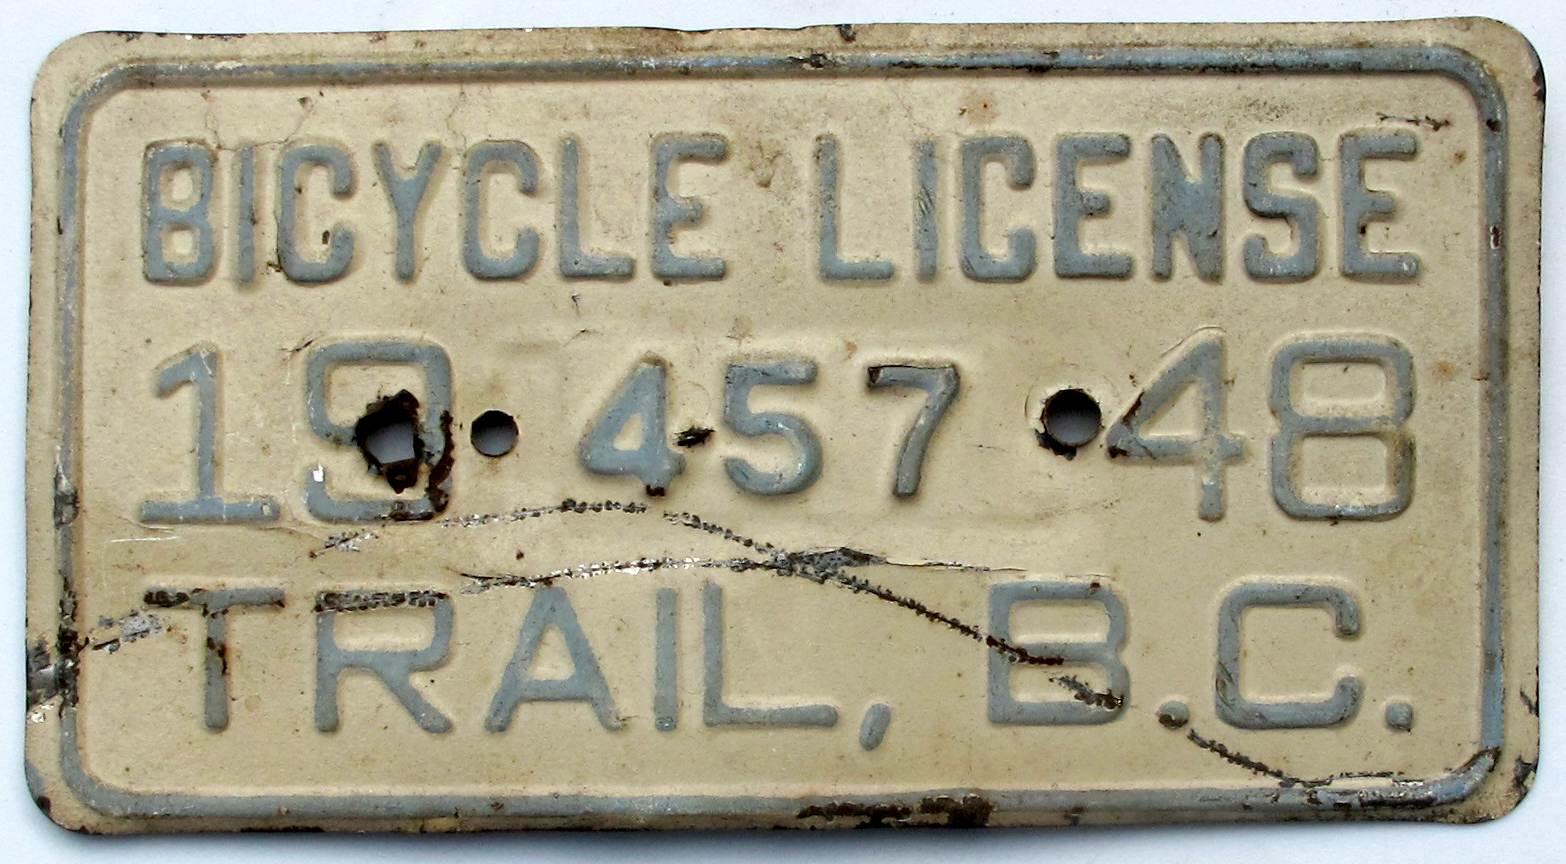 BICYCLE LICENSE
19 457 48
TRAIL, B.C.